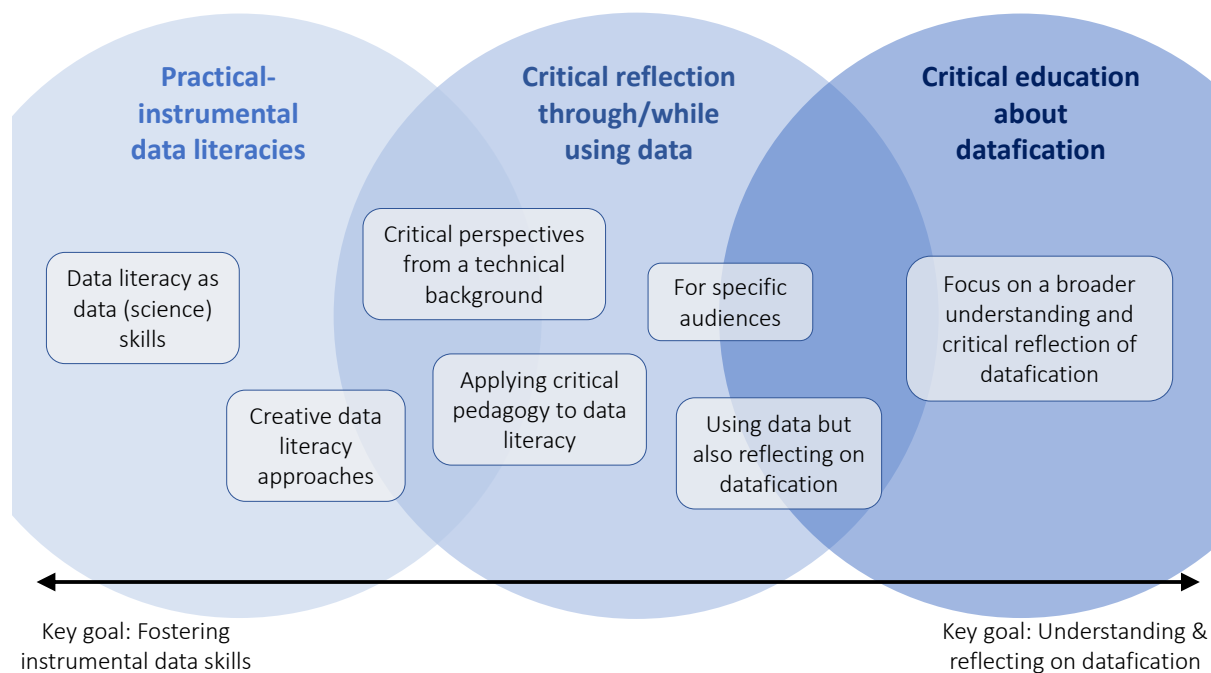 Practical-
instrumental
data literacies
Critical reflection
through/while
using data
Critical education
about
datafication
Data literacy as
data (science)
skills
Creative data
literacy
approaches
Critical perspectives
from a technical
background
Applying critical
pedagogy to data
literacy
For specific
audiences
Using data but
also reflecting on
datafication
Focus on a broader
understanding and
critical reflection of
datafication
Key goal: Fostering
instrumental data skills
Key goal: Understanding &
reflecting on datafication